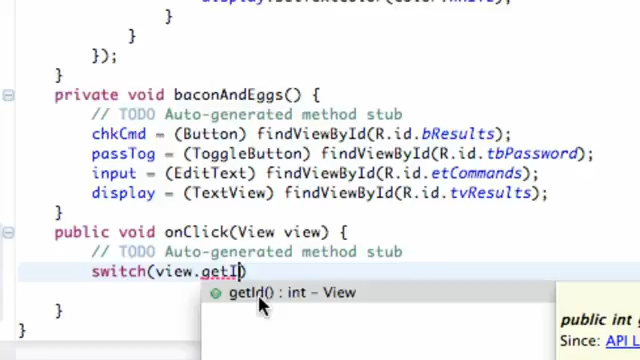 }
}
});
}
private void baconAndEggs() {
// TODO Auto-generated method stub
chkCmd = (Button) findViewById(R.id.bResults);
passTog = (ToggleButton) findViewById(R.id.tbPassword);
input = (EditText) findViewById(R.id.etCommands);
display = (TextView) findViewById(R.id.tvResults);
}
public void onClick(View view) {
// TODO Auto-generated method stub
switch(view.getI)
getId() : int - View
}
}
public int
Since: API L